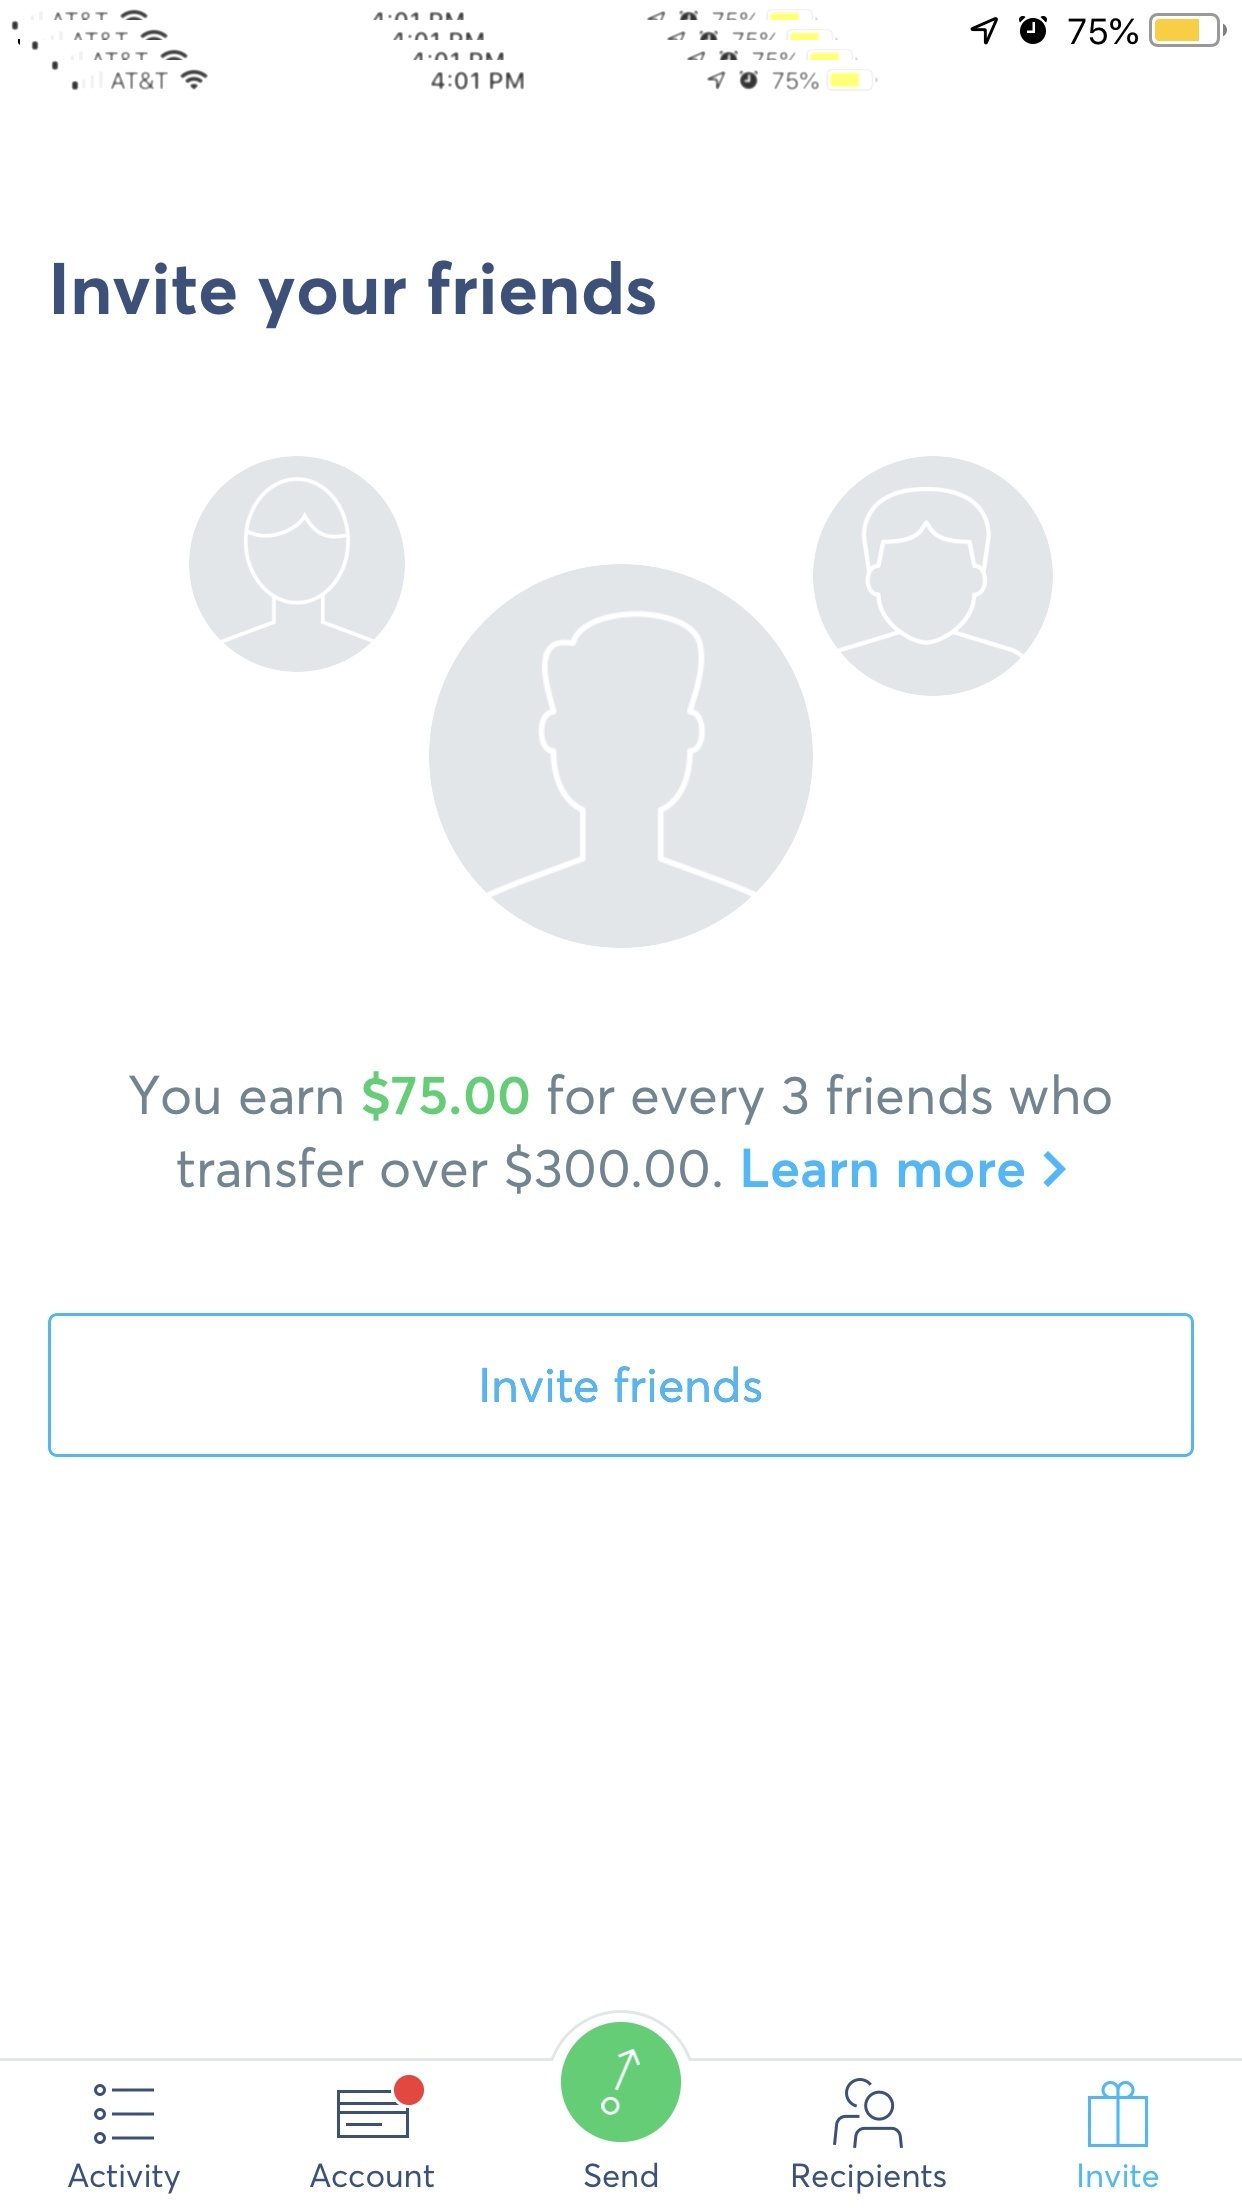 AT&T 4:01 PM 75%
AT&T 4:01 PM 75%
AT&T 4:01 PM 75%
AT&T 4:01 PM 75%
75%
Invite your friends
You earn $75.00 for every 3 friends who
transfer over $300.00. Learn more >
Invite friends
Activity
Account
Send
Recipients
Invite